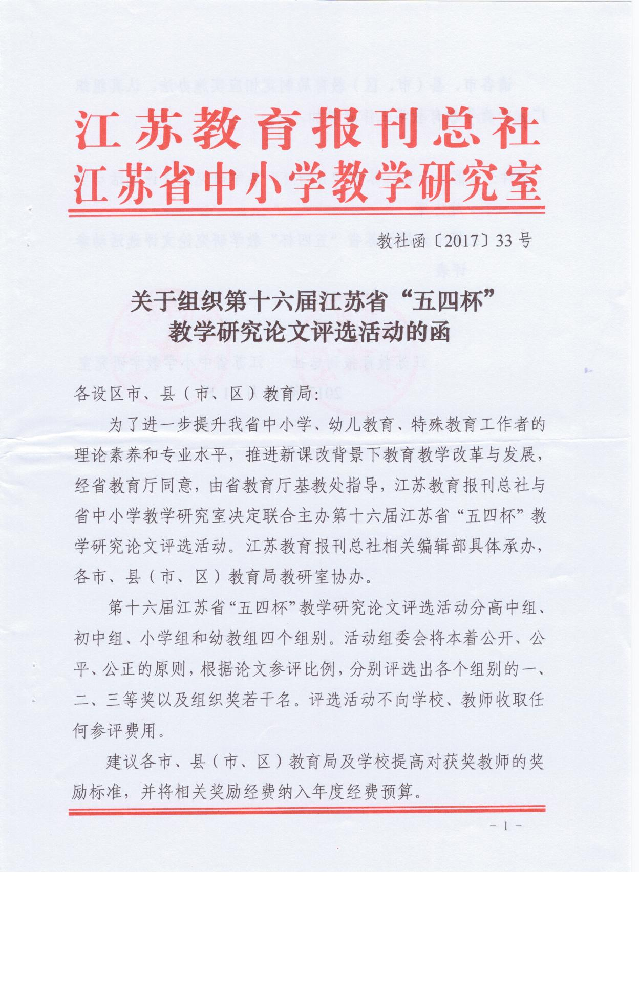 江苏教育报刊总社
江苏省中小学教学研究室
教社函〔2017〕33号
关于组织第十六届江苏省“五四杯”
教学研究论文评选活动的函
各设区市、县（市、区）教育局：
为了进一步提升我省中小学、幼儿教育、特殊教育工作者的
理论素养和专业水平，推进新课改背景下教育教学改革与发展，
经省教育厅同意，由省教育厅基教处指导，江苏教育报刊总社与
省中小学教学研究室决定联合主办第十六届江苏省“五四杯”教
学研究论文评选活动。江苏教育报刊总社相关编辑部具体承办，
各市、县（市、区）教育局教研室协办。
第十六届江苏省“五四杯”教学研究论文评选活动分高中组、
初中组、小学组和幼教组四个组别。活动组委会将本着公开、公
平、公正的原则，根据论文参评比例，分别评选出各个组别的一、
二、三等奖以及组织奖若干名。评选活动不向学校、教师收取任
何参评费用。
建议各市、县（市、区）教育局及学校提高对获奖教师的奖
励标准，并将相关奖励经费纳入年度经费预算。
- 1 -